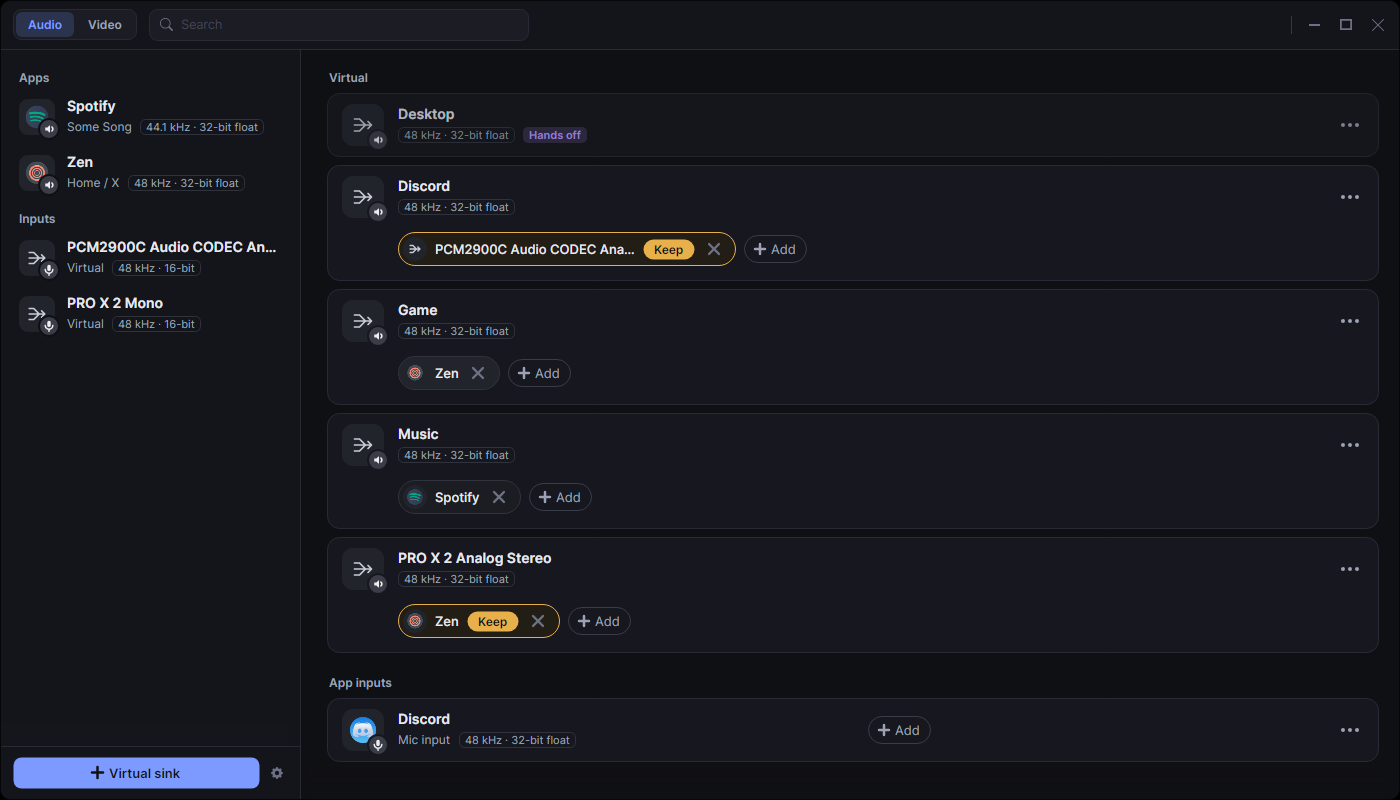 Audio Video Search
Apps
Spotify
Some Song 44.1 kHz · 32-bit float
Zen
Home / X 48 kHz · 32-bit float
Inputs
PCM2900C Audio CODEC An...
Virtual 48 kHz · 16-bit
PRO X 2 Mono
Virtual 48 kHz · 16-bit
Virtual sink
Virtual
Desktop
48 kHz · 32-bit float Hands off
Discord
48 kHz · 32-bit float
PCM2900C Audio CODEC Ana... Keep Add
Game
48 kHz · 32-bit float
Zen Add
Music
48 kHz · 32-bit float
Spotify Add
PRO X 2 Analog Stereo
48 kHz · 32-bit float
Zen Keep Add
App inputs
Discord
Mic input 48 kHz · 32-bit float
Add